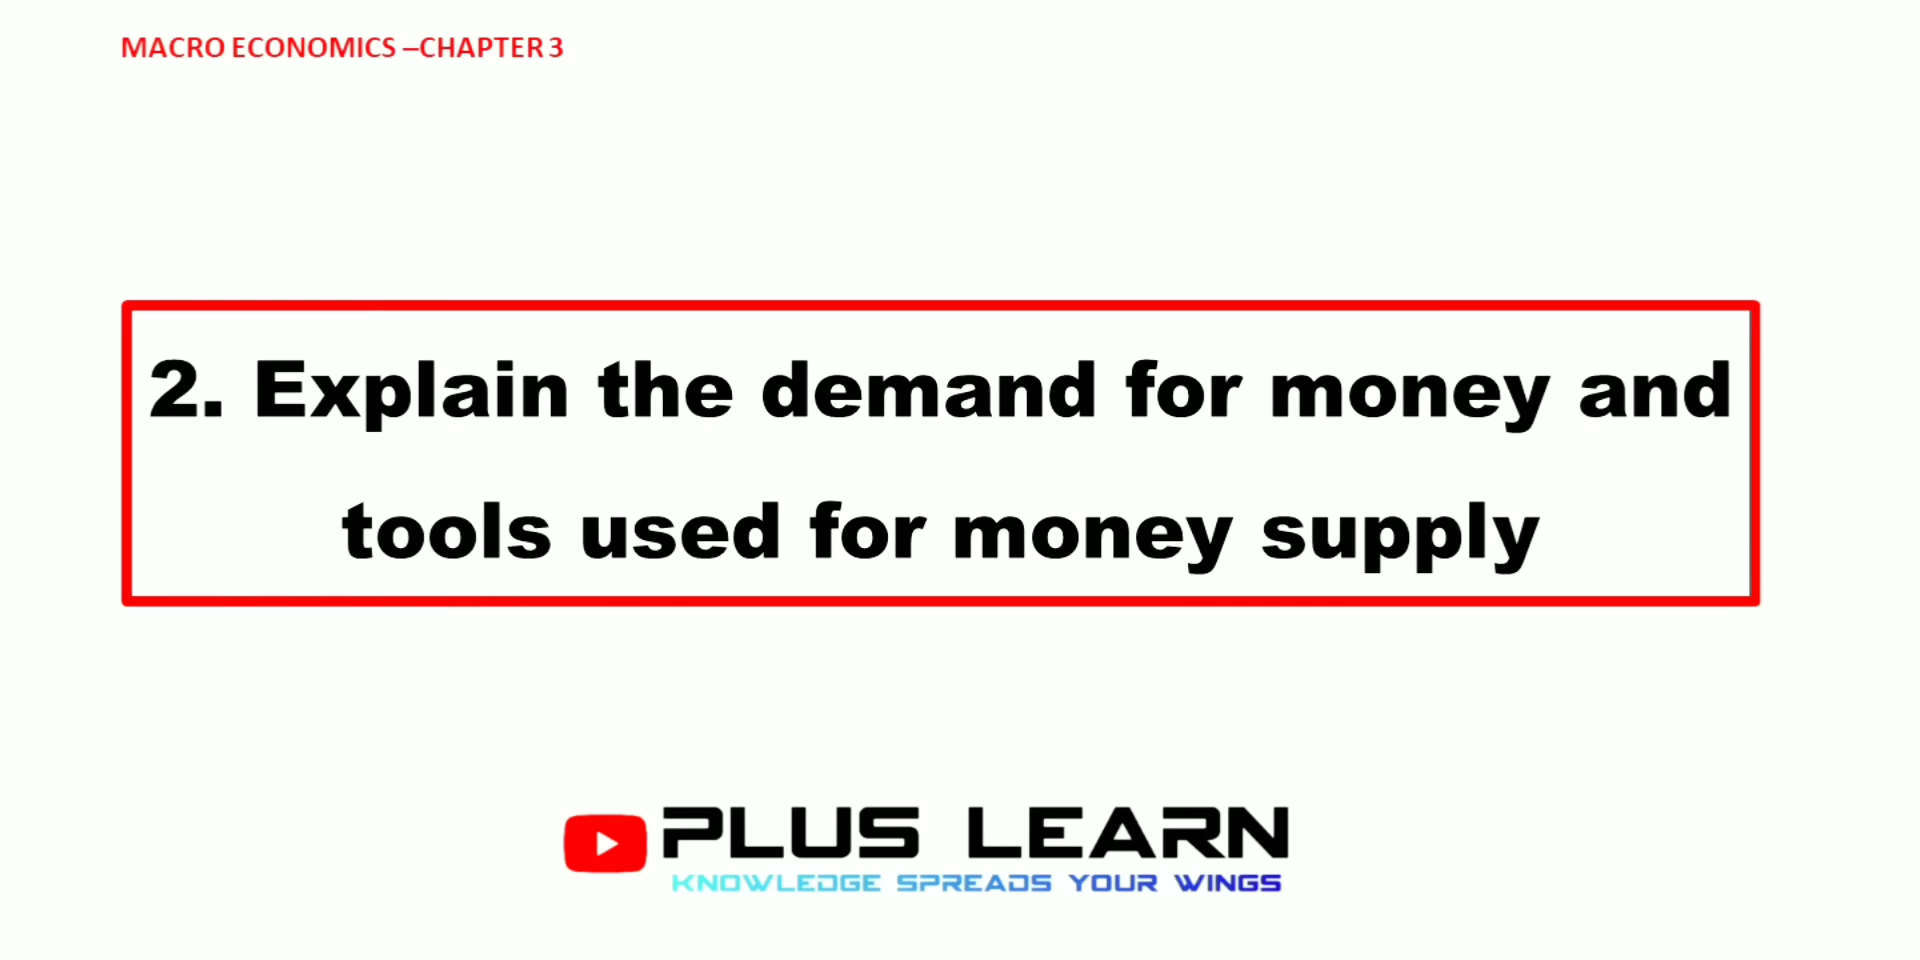 MACRO ECONOMICS –CHAPTER 3
2. Explain the demand for money and
tools used for money supply
PLUS LEARN
KNOWLEDGE SPREADS YOUR WINGS